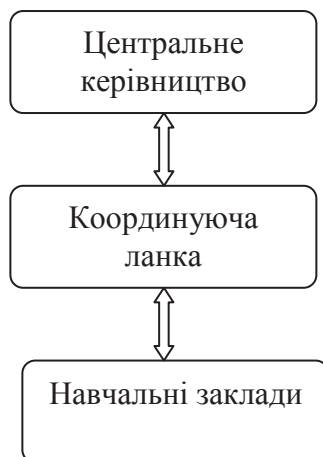 Центральне
керівництво
Координуюча
ланка
Навчальні заклади